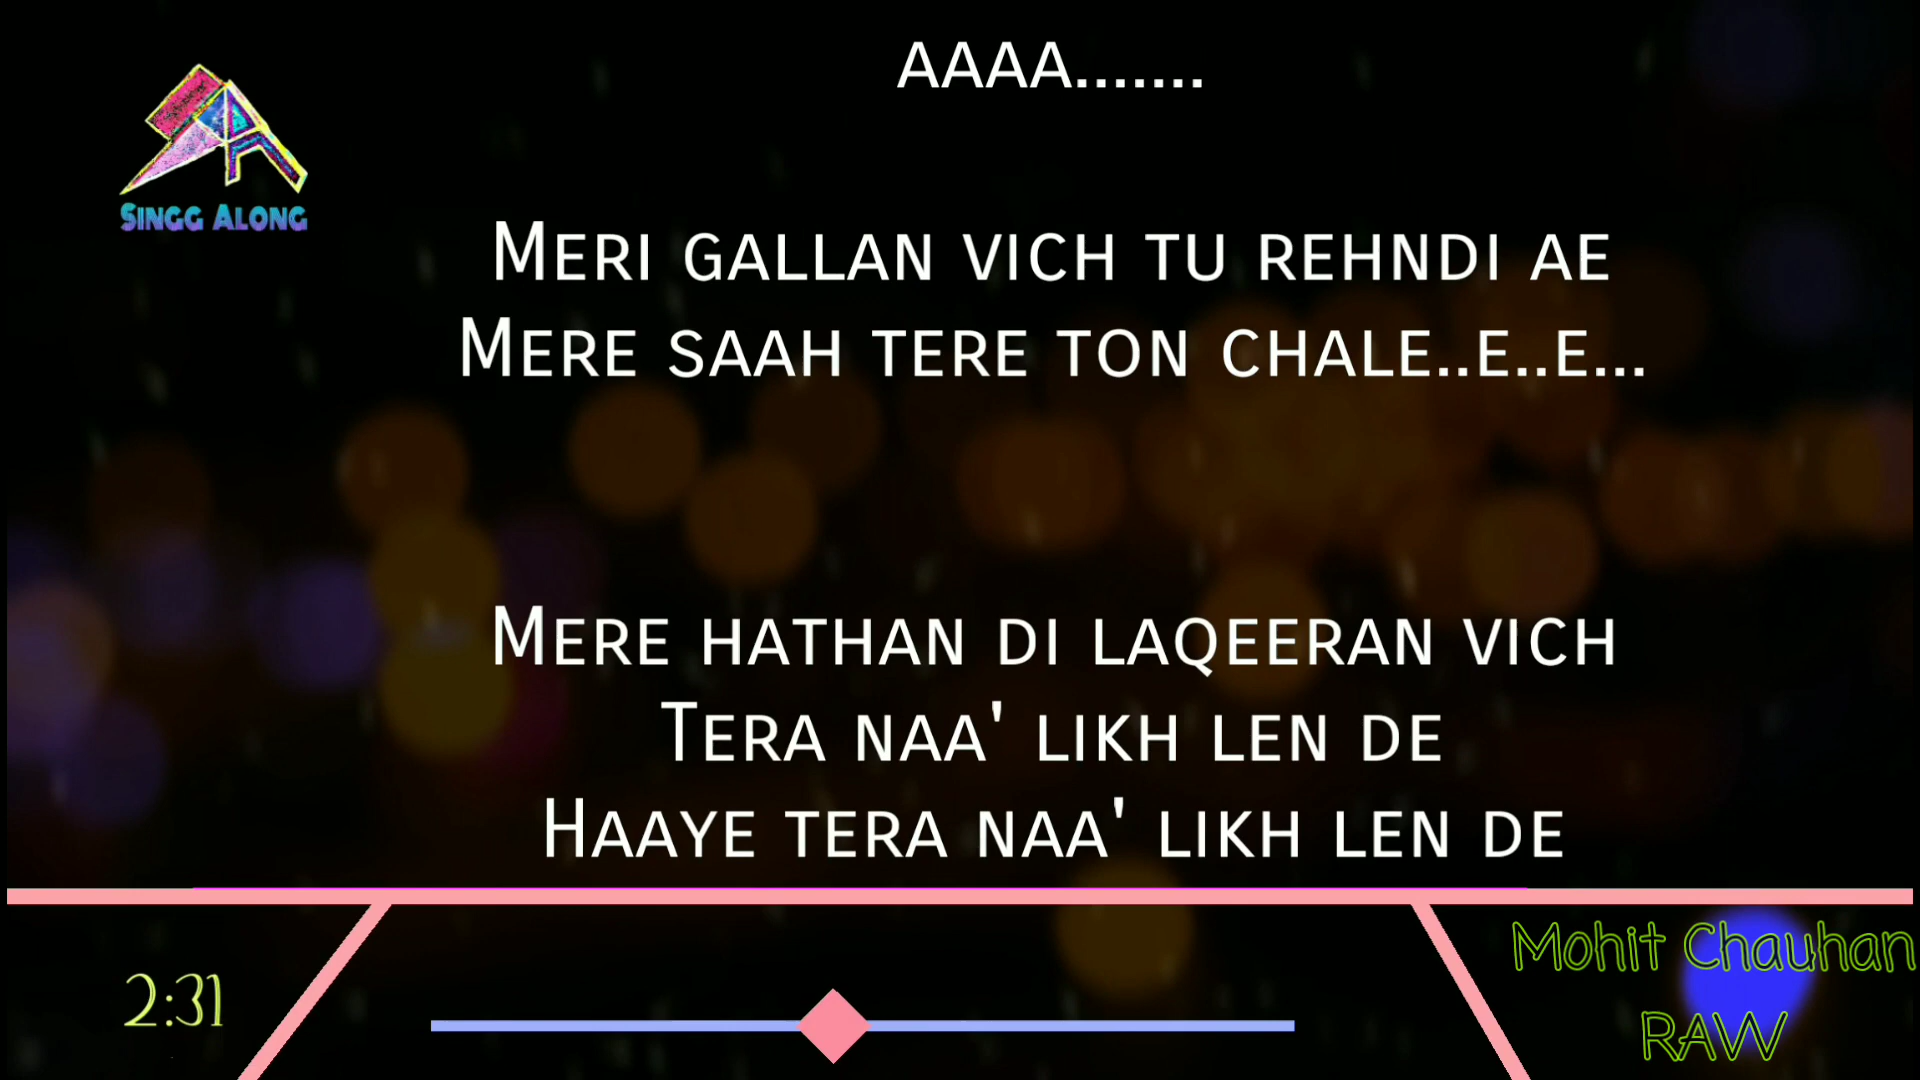 AAAA.......
SINGG ALONG
MERI GALLAN VICH TU REHNDI AE
MERE SAAH TERE TON CHALE..E..E...
MERE HATHAN DI LAQEERAN VICH
TERA NAA' LIKH LEN DE
HAAYE TERA NAA' LIKH LEN DE
2:31
Mohit Chauhan
RAW